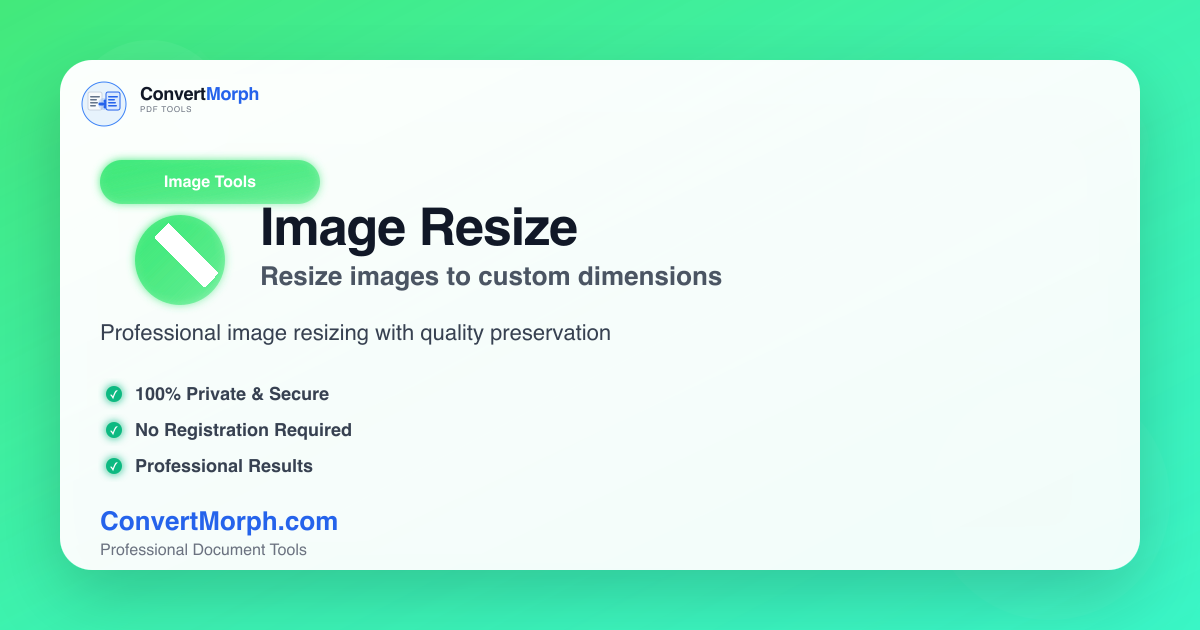 ConvertMorph
PDF TOOLS
Image Tools
Image Resize
Resize images to custom dimensions
Professional image resizing with quality preservation
100% Private & Secure
No Registration Required
Professional Results
ConvertMorph.com
Professional Document Tools